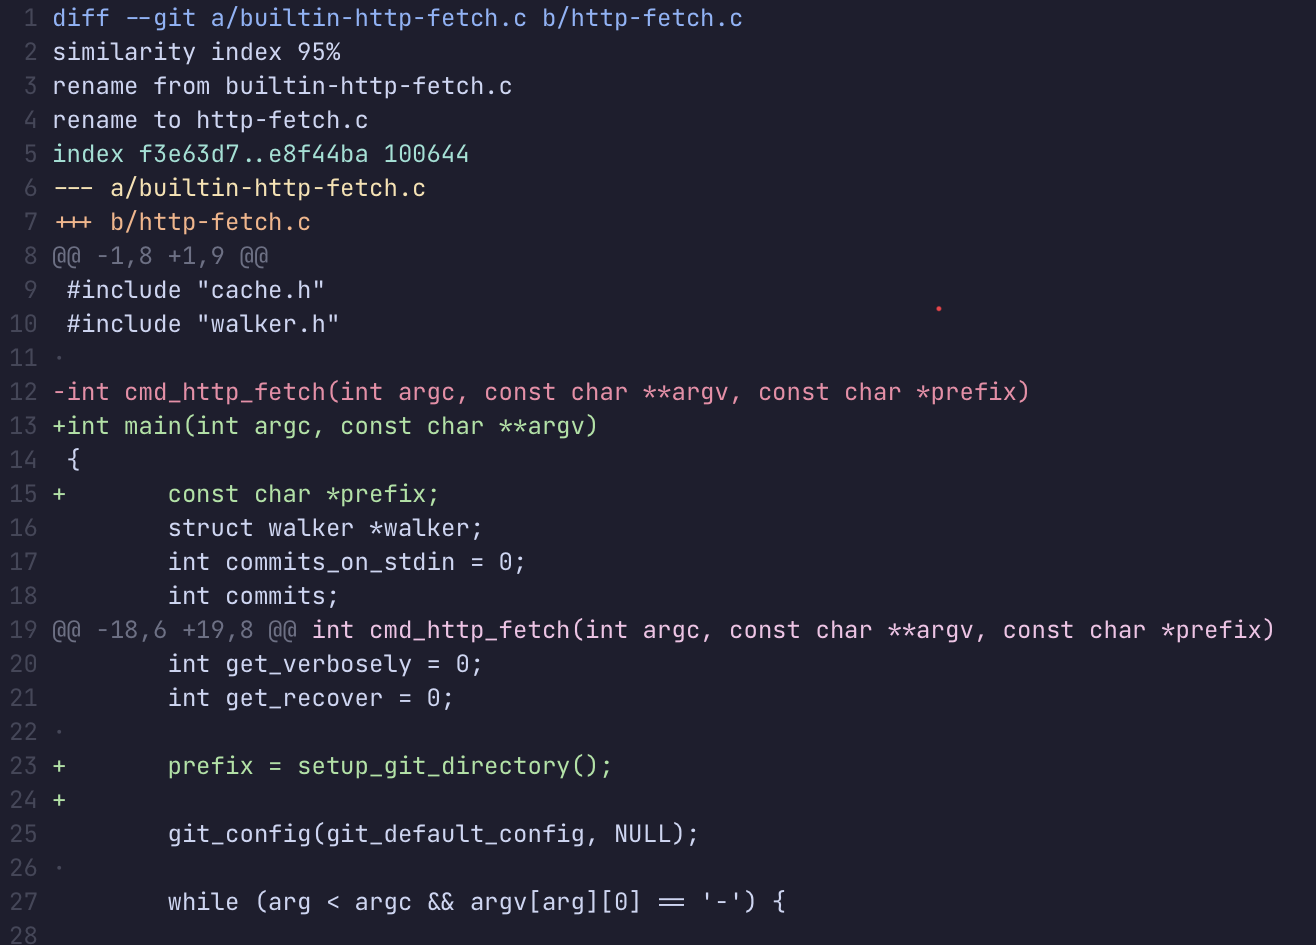 1 diff --git a/builtin-http-fetch.c b/http-fetch.c
2 similarity index 95%
3 rename from builtin-http-fetch.c
4 rename to http-fetch.c
5 index f3e63d7..e8f44ba 100644
6 --- a/builtin-http-fetch.c
7 +++ b/http-fetch.c
8 @@ -1,8 +1,9 @@
9  #include "cache.h"
10  #include "walker.h"
11 ·
12 -int cmd_http_fetch(int argc, const char **argv, const char *prefix)
13 +int main(int argc, const char **argv)
14  {
15 +       const char *prefix;
16         struct walker *walker;
17         int commits_on_stdin = 0;
18         int commits;
19 @@ -18,6 +19,8 @@ int cmd_http_fetch(int argc, const char **argv, const char *prefix)
20         int get_verbosely = 0;
21         int get_recover = 0;
22 ·
23 +       prefix = setup_git_directory();
24 +
25         git_config(git_default_config, NULL);
26 ·
27         while (arg < argc && argv[arg][0] == '-') {
28